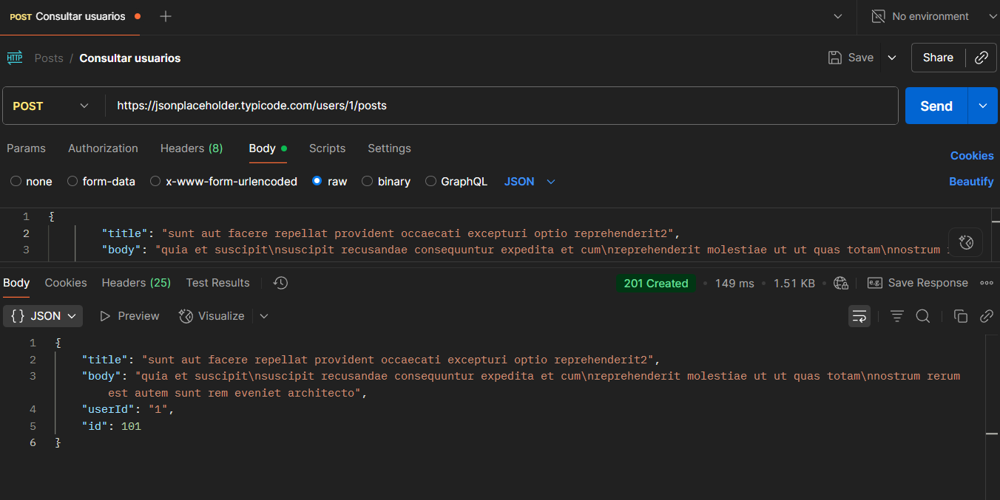 POST Consultar usuarios
No environment
HTTP Posts / Consultar usuarios
Save
Share
POST
https://jsonplaceholder.typicode.com/users/1/posts
Send
Params Authorization Headers (8) Body Scripts Settings
Cookies
none form-data x-www-form-urlencoded raw binary GraphQL JSON
Beautify
1 {
2 "title": "sunt aut facere repellat provident occaecati excepturi optio reprehenderit2",
3 "body": "quia et suscipit\nsuscipit recusandae consequuntur expedita et cum\nreprehenderit molestiae ut ut quas totam\nnostrum
Body Cookies Headers (25) Test Results
201 Created • 149 ms • 1.51 KB •
e.g. Save Response
{} JSON Preview Visualize
1 {
2 "title": "sunt aut facere repellat provident occaecati excepturi optio reprehenderit2",
3 "body": "quia et suscipit\nsuscipit recusandae consequuntur expedita et cum\nreprehenderit molestiae ut ut quas totam\nnostrum rerum
est autem sunt rem eveniet architecto",
4 "userId": "1",
5 "id": 101
6 }